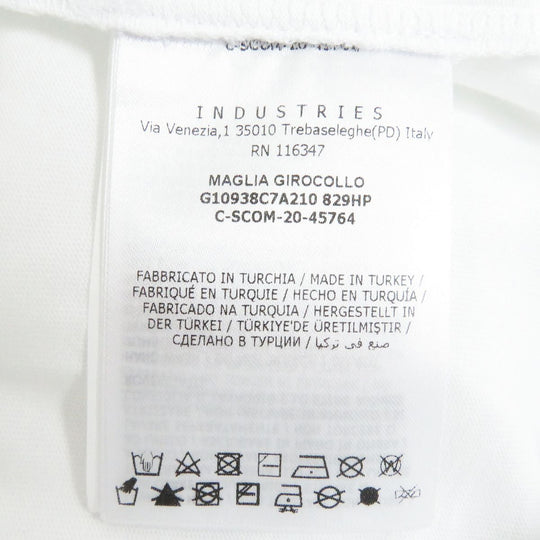 INDUSTRIES
Via Venezia,1 35010 Trebaseleghe(PD) Italy
RN 116347
MAGLIA GIROCOLLO
G10938C7A210 829HP
C-SCOM-20-45764
FABBRICATO IN TURCHIA / MADE IN TURKEY /
FABRIQUÉ EN TURQUIE / HECHO EN TURQUÍA /
FABRICADO NA TURQUIA / HERGESTELLT IN
DER TÜRKEI / TÜRKIYE'DE ÜRETILMIŞTIR /
СДЕЛАНО В ТУРЦИИ / صنع في تركيا